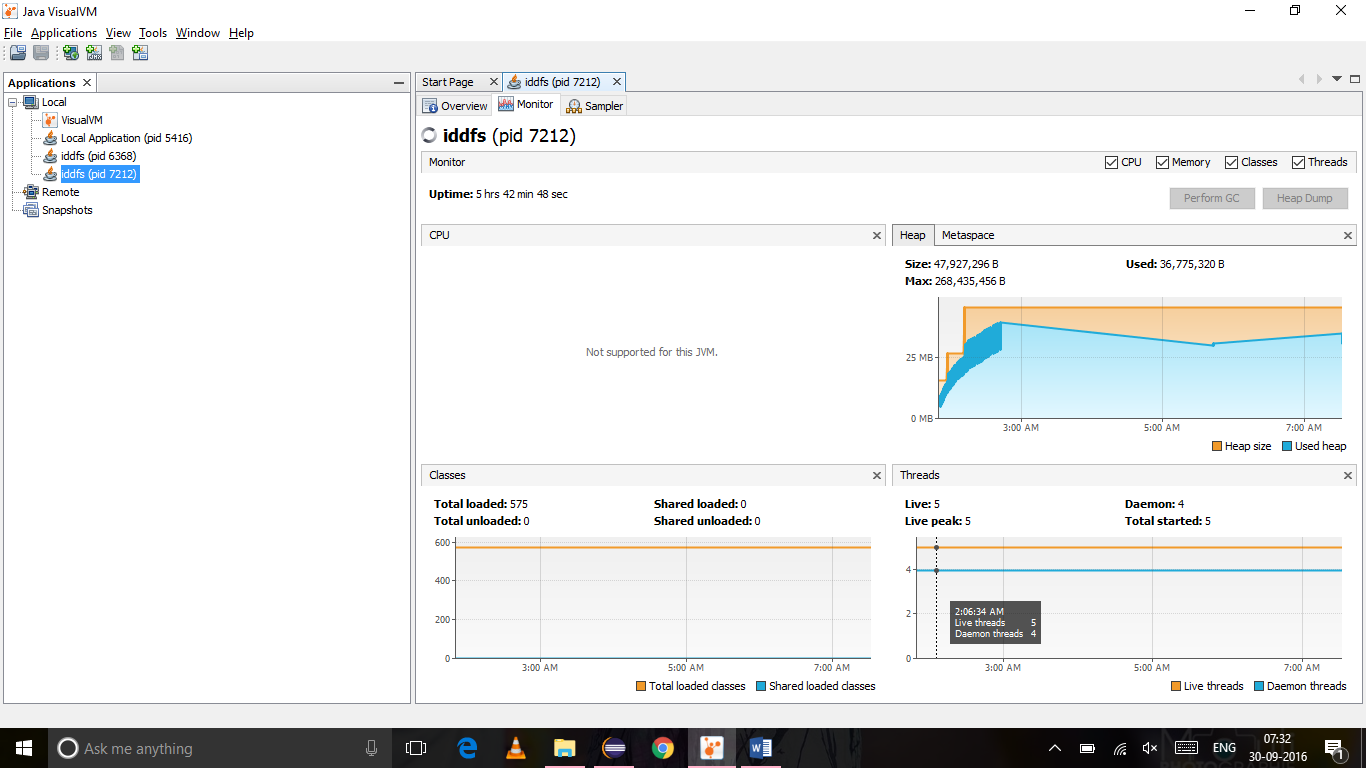 Java VisualVM
File Applications View Tools Window Help
Applications
Local
VisualVM
Local Application (pid 5416)
iddfs (pid 6368)
iddfs (pid 7212)
Remote
Snapshots
Start Page
iddfs (pid 7212)
Overview Monitor Sampler
iddfs (pid 7212)
Monitor
CPU Memory Classes Threads
Uptime: 5 hrs 42 min 48 sec
Perform GC Heap Dump
CPU
Not supported for this JVM.
Heap Metaspace
Size: 47,927,296 B Used: 36,775,320 B
Max: 268,435,456 B
25 MB
0 MB
3:00 AM 5:00 AM 7:00 AM
Heap size Used heap
Classes
Total loaded: 575 Shared loaded: 0
Total unloaded: 0 Shared unloaded: 0
600
400
200
0
3:00 AM 5:00 AM 7:00 AM
Total loaded classes Shared loaded classes
Threads
Live: 5 Daemon: 4
Live peak: 5 Total started: 5
4
2
0
2:06:34 AM
Live threads 5
Daemon threads 4
3:00 AM 5:00 AM 7:00 AM
Live threads Daemon threads
Ask me anything
ENG
07:32
30-09-2016
1